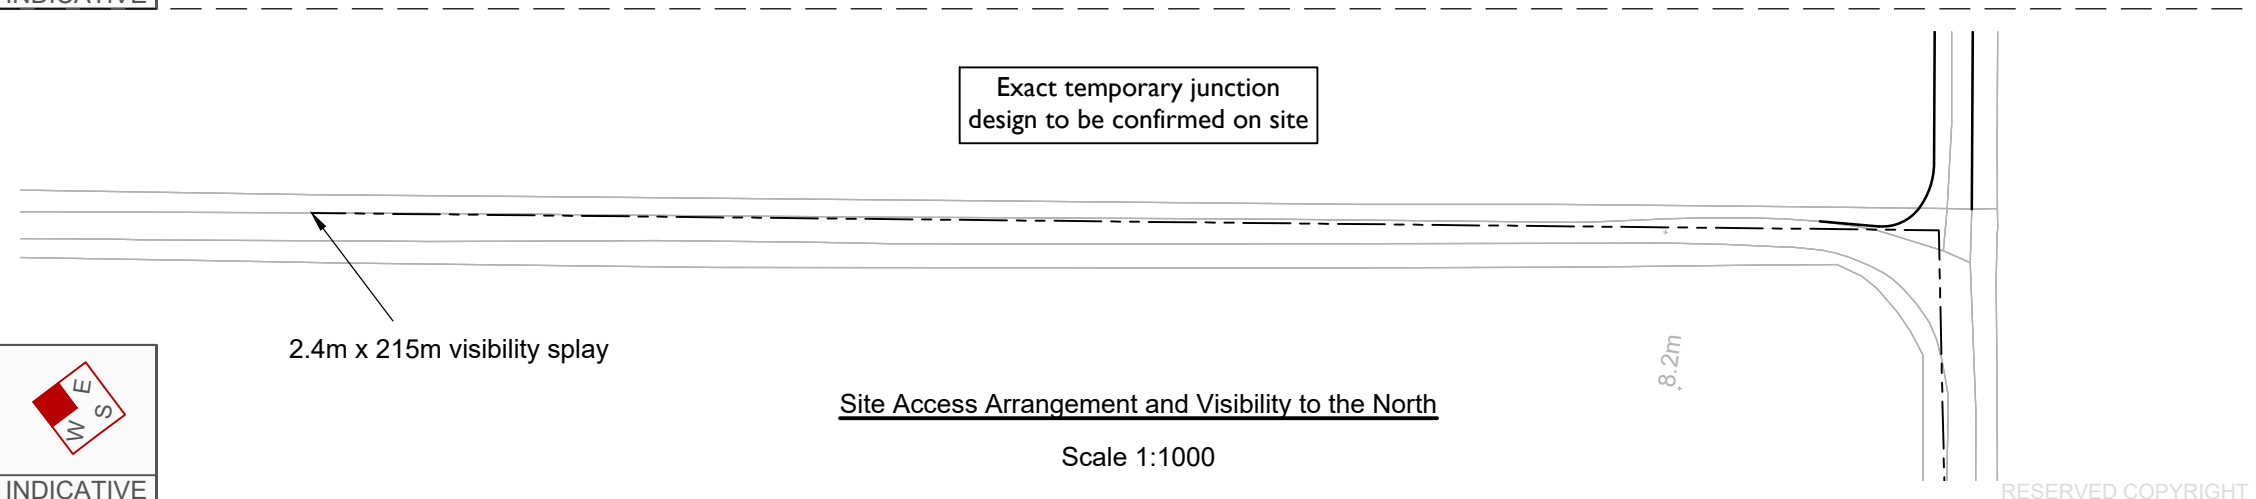 INDICATIVE
Exact temporary junction
design to be confirmed on site
2.4m x 215m visibility splay
8.2m
E
S
W
Site Access Arrangement and Visibility to the North
Scale 1:1000
INDICATIVE
RESERVED COPYRIGHT